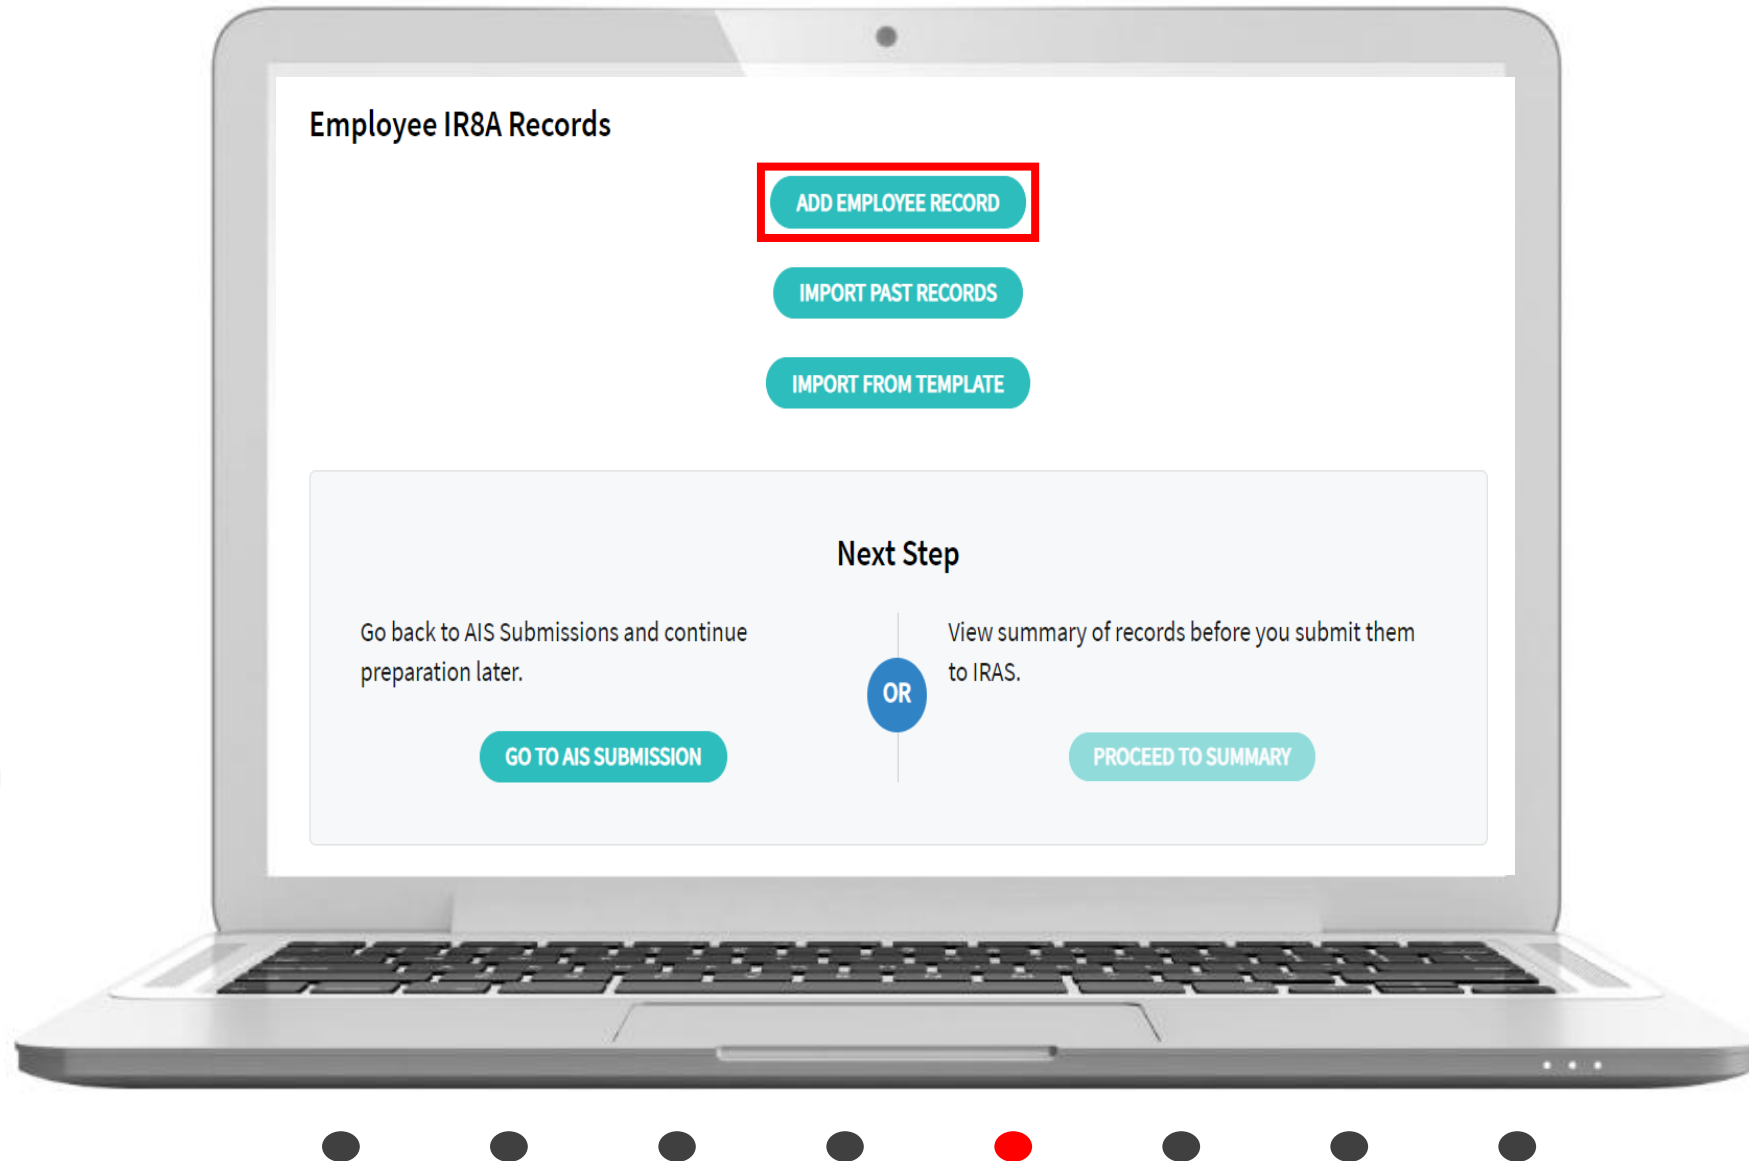 Employee IR8A Records
ADD EMPLOYEE RECORD
IMPORT PAST RECORDS
IMPORT FROM TEMPLATE
Next Step
Go back to AIS Submissions and continue
preparation later.
GO TO AIS SUBMISSION
OR
View summary of records before you submit them
to IRAS.
PROCEED TO SUMMARY